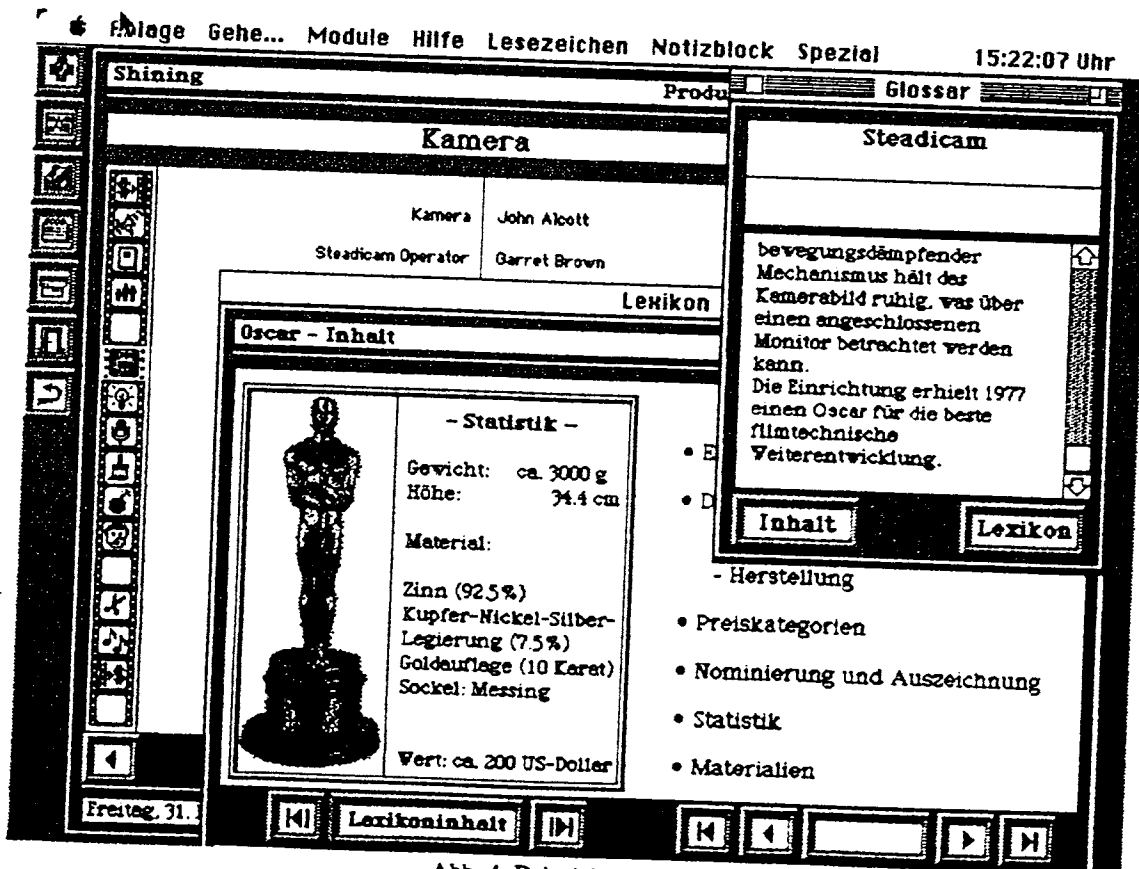 Ablage Gehe... Module Hilfe Lesezeichen Notizblock Spezial 15:22:07 Uhr
Shining
Produ
Kamera
Kamera John Alcott
Steadicam Operator Garret Brown
Lexikon
Oscar - Inhalt
- Statistik -
Gewicht: ca. 3000 g
Höhe: 34.4 cm
Material:
Zinn (92.5%)
Kupfer-Nickel-Silber-
Legierung (7.5%)
Goldauflage (10 Karat)
Sockel: Messing
Wert: ca. 200 US-Dollar
• E
• D
- Herstellung
• Preiskategorien
• Nominierung und Auszeichnung
• Statistik
• Materialien
Glossar
Steadicam
bewegungsdämpfender
Mechanismus hält das
Kamerabild ruhig, was über
einen angeschlossenen
Monitor betrachtet werden
kann.
Die Einrichtung erhielt 1977
einen Oscar für die beste
filmtechnische
Weiterentwicklung.
Inhalt Lexikon
Freitag, 31.
Lexikoninhalt